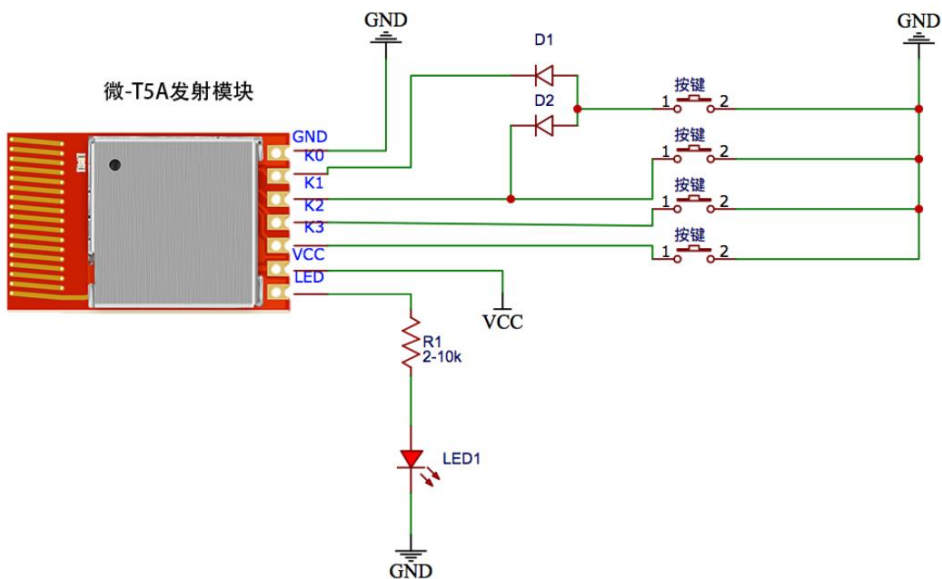 GND
GND
D1
微-T5A发射模块
按键
D2
1 2
GND
按键
K0
1 2
K1
按键
K2
1 2
K3
按键
VCC
1 2
LED
VCC
R1
2-10k
LED1
GND